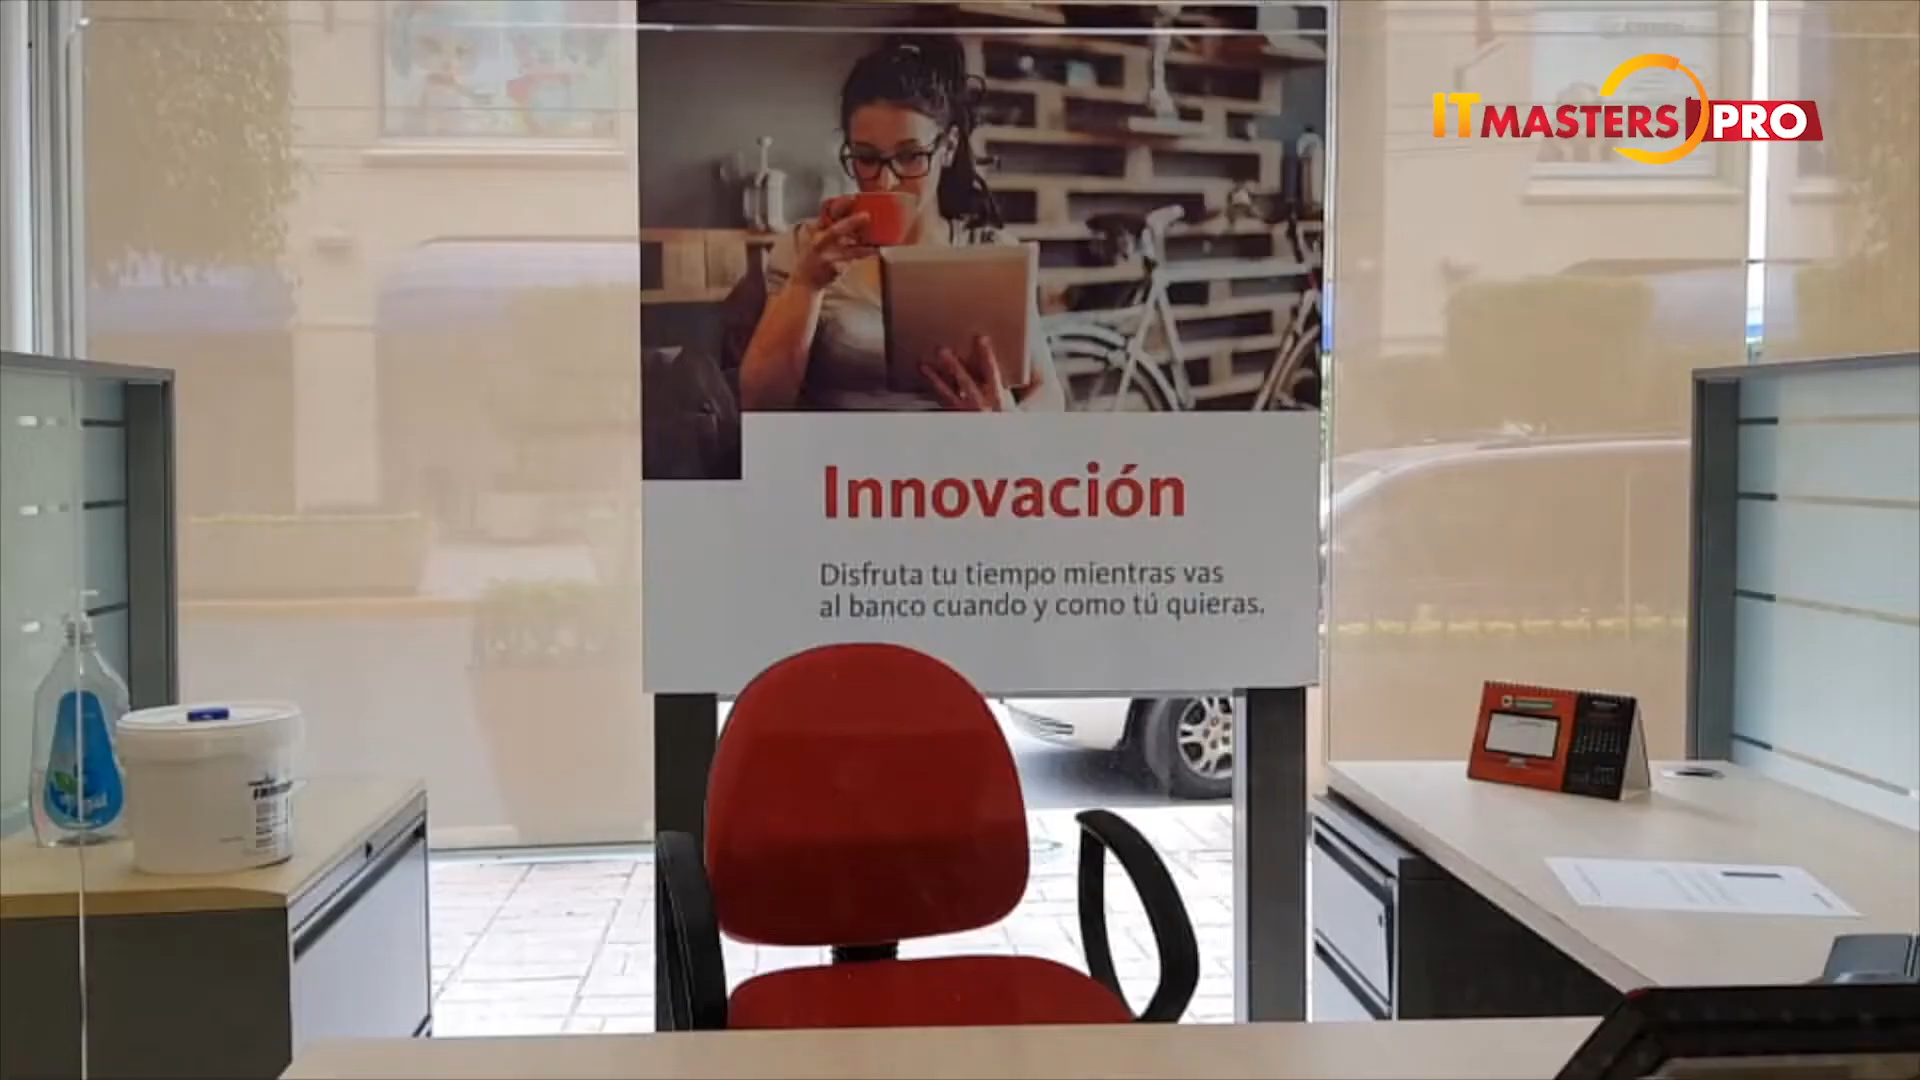 ITMASTERS PRO
Innovación
Disfruta tu tiempo mientras vas
al banco cuando y como tú quieras.